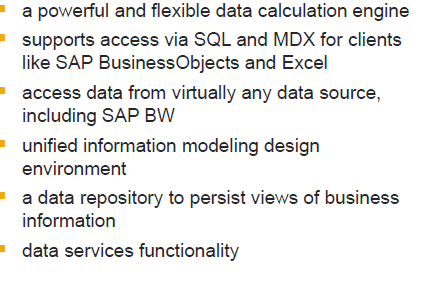 a powerful and flexible data calculation engine
supports access via SQL and MDX for clients
like SAP BusinessObjects and Excel
access data from virtually any data source,
including SAP BW
unified information modeling design
environment
a data repository to persist views of business
information
data services functionality